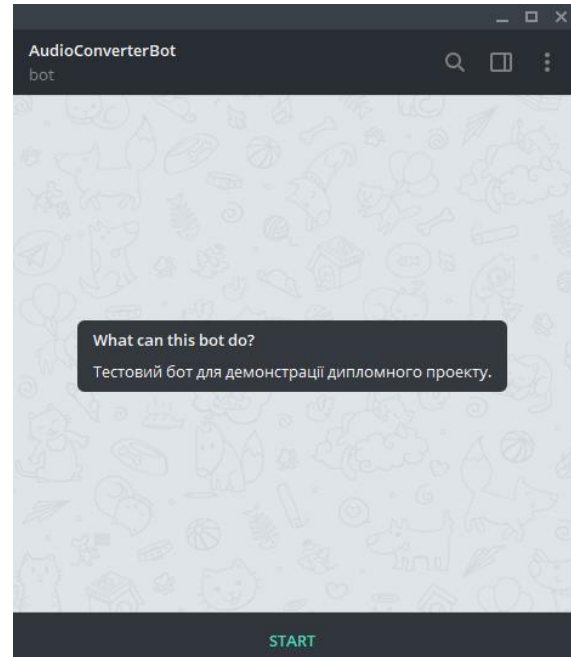 AudioConverterBot
bot
What can this bot do?
Тестовий бот для демонстрації дипломного проекту.
START